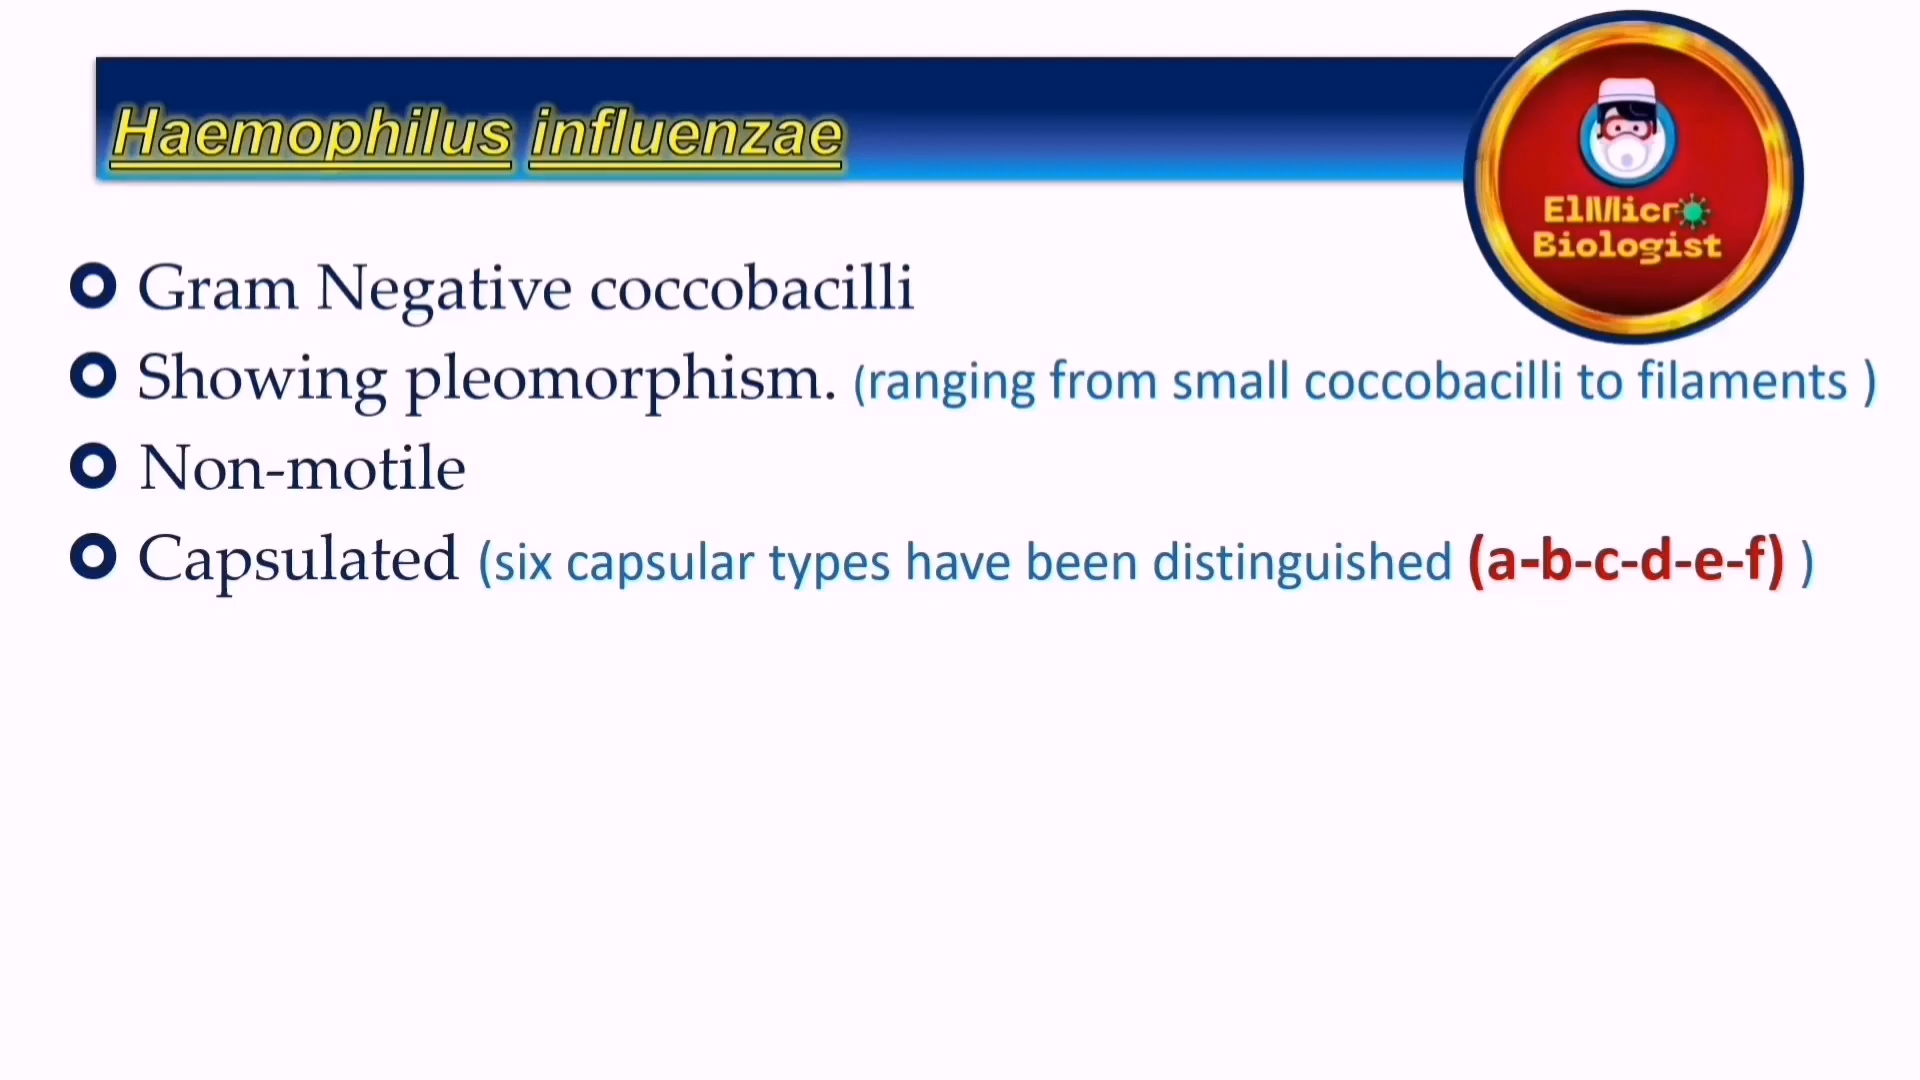 Haemophilus influenzae
ElMicro
Biologist
Gram Negative coccobacilli
Showing pleomorphism. (ranging from small coccobacilli to filaments )
Non-motile
Capsulated (six capsular types have been distinguished (a-b-c-d-e-f) )